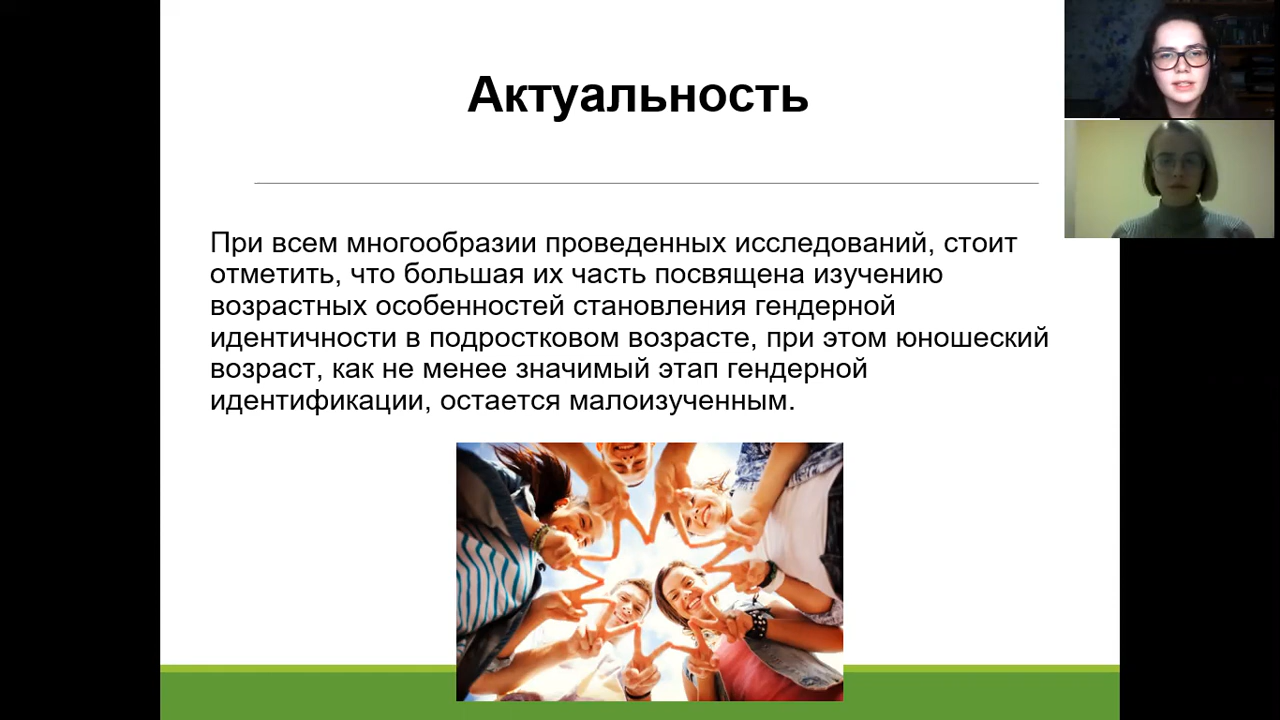 Актуальность
При всем многообразии проведенных исследований, стоит
отметить, что большая их часть посвящена изучению
возрастных особенностей становления гендерной
идентичности в подростковом возрасте, при этом юношеский
возраст, как не менее значимый этап гендерной
идентификации, остается малоизученным.